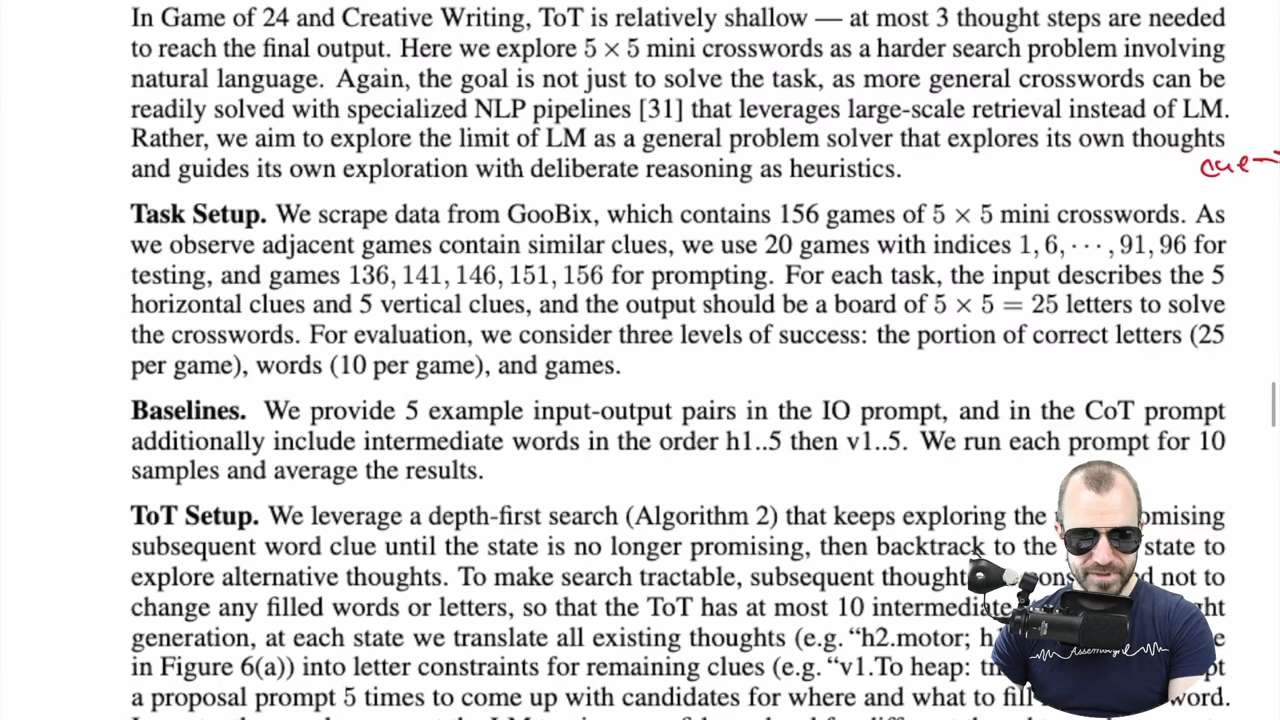 In Game of 24 and Creative Writing, ToT is relatively shallow — at most 3 thought steps are needed
to reach the final output. Here we explore 5 × 5 mini crosswords as a harder search problem involving
natural language. Again, the goal is not just to solve the task, as more general crosswords can be
readily solved with specialized NLP pipelines [31] that leverages large-scale retrieval instead of LM.
Rather, we aim to explore the limit of LM as a general problem solver that explores its own thoughts
and guides its own exploration with deliberate reasoning as heuristics.
cue
Task Setup. We scrape data from GooBix, which contains 156 games of 5 × 5 mini crosswords. As
we observe adjacent games contain similar clues, we use 20 games with indices 1, 6, · · · , 91, 96 for
testing, and games 136, 141, 146, 151, 156 for prompting. For each task, the input describes the 5
horizontal clues and 5 vertical clues, and the output should be a board of 5 × 5 = 25 letters to solve
the crosswords. For evaluation, we consider three levels of success: the portion of correct letters (25
per game), words (10 per game), and games.
Baselines. We provide 5 example input-output pairs in the IO prompt, and in the CoT prompt
additionally include intermediate words in the order h1..5 then v1..5. We run each prompt for 10
samples and average the results.
ToT Setup. We leverage a depth-first search (Algorithm 2) that keeps exploring the omising
subsequent word clue until the state is no longer promising, then backtrack to the state to
explore alternative thoughts. To make search tractable, subsequent thought cons d not to
change any filled words or letters, so that the ToT has at most 10 intermediate ght
generation, at each state we translate all existing thoughts (e.g. “h2.motor; h
in Figure 6(a)) into letter constraints for remaining clues (e.g. “v1.To heap: pt
a proposal prompt 5 times to come up with candidates for where and what to fill word.